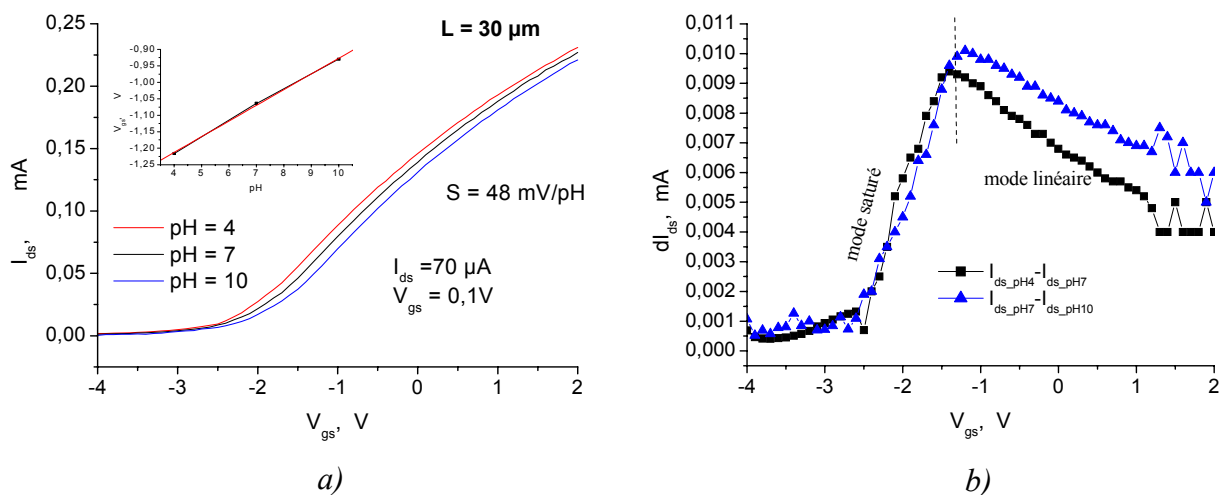 L = 30 µm
0,25
0,20
0,15
0,10
0,05
0,00
I_ds, mA
-0,90
-0,95
-1,00
-1,05
-1,10
-1,15
-1,20
-1,25
V_gs, V
4 5 6 7 8 9 10
pH
S = 48 mV/pH
pH = 4
pH = 7
pH = 10
I_ds =70 µA
V_gs = 0,1V
-4 -3 -2 -1 0 1 2
V_gs, V
a)
0,011
0,010
0,009
0,008
0,007
0,006
0,005
0,004
0,003
0,002
0,001
0,000
dI_ds, mA
mode saturé
mode linéaire
I_ds_pH4-I_ds_pH7
I_ds_pH7-I_ds_pH10
-4 -3 -2 -1 0 1 2
V_gs, V
b)